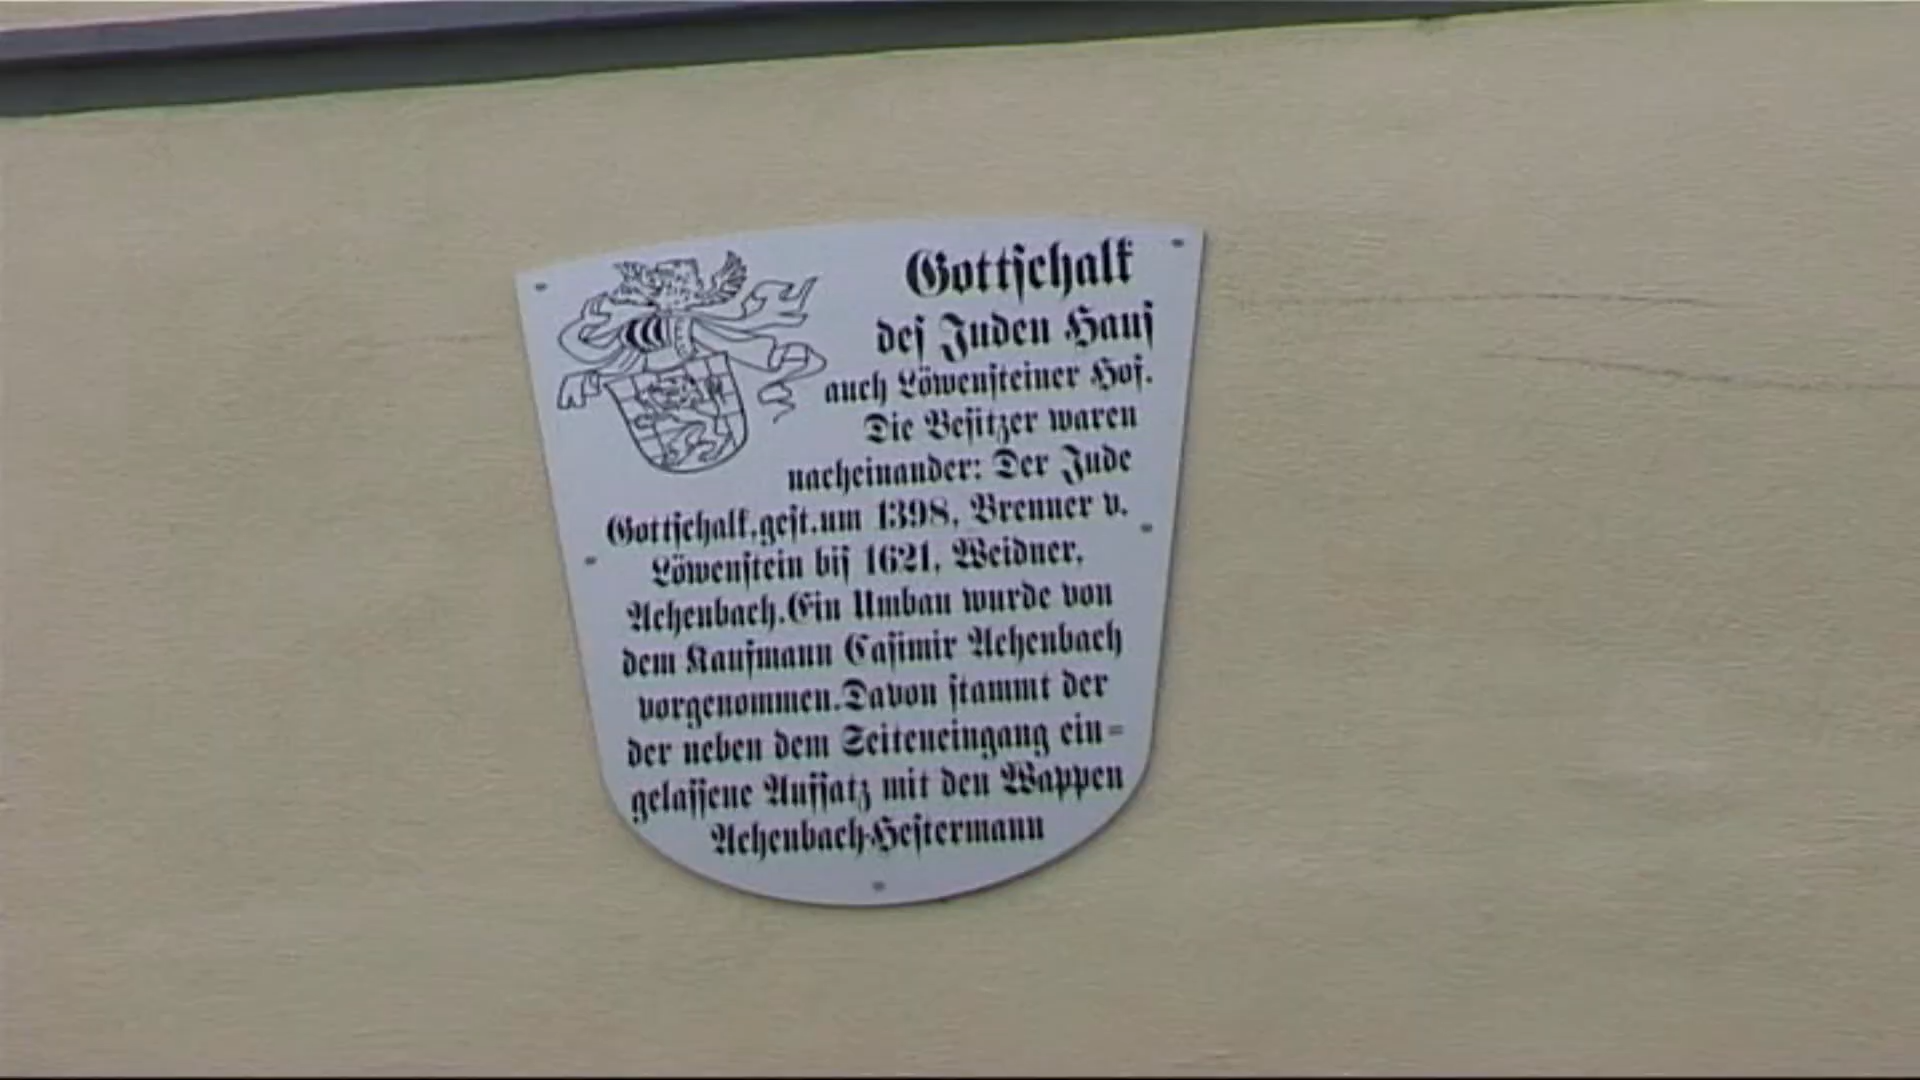 Gottſchalk
deſ Juden Hauſ
auch Löwenſteiner Hof.
Die Beſitzer waren
nacheinander: Der Jude
Gottſchalk,geſt.um 1398, Brenner v.
Löwenſtein biſ 1621, Weidner,
Achenbach.Ein Umbau wurde von
dem Kaufmann Caſimir Achenbach
vorgenommen.Davon ſtammt der
der neben dem Seiteneingang ein=
gelaſſene Aufſatz mit den Wappen
Achenbach-Heſtermann